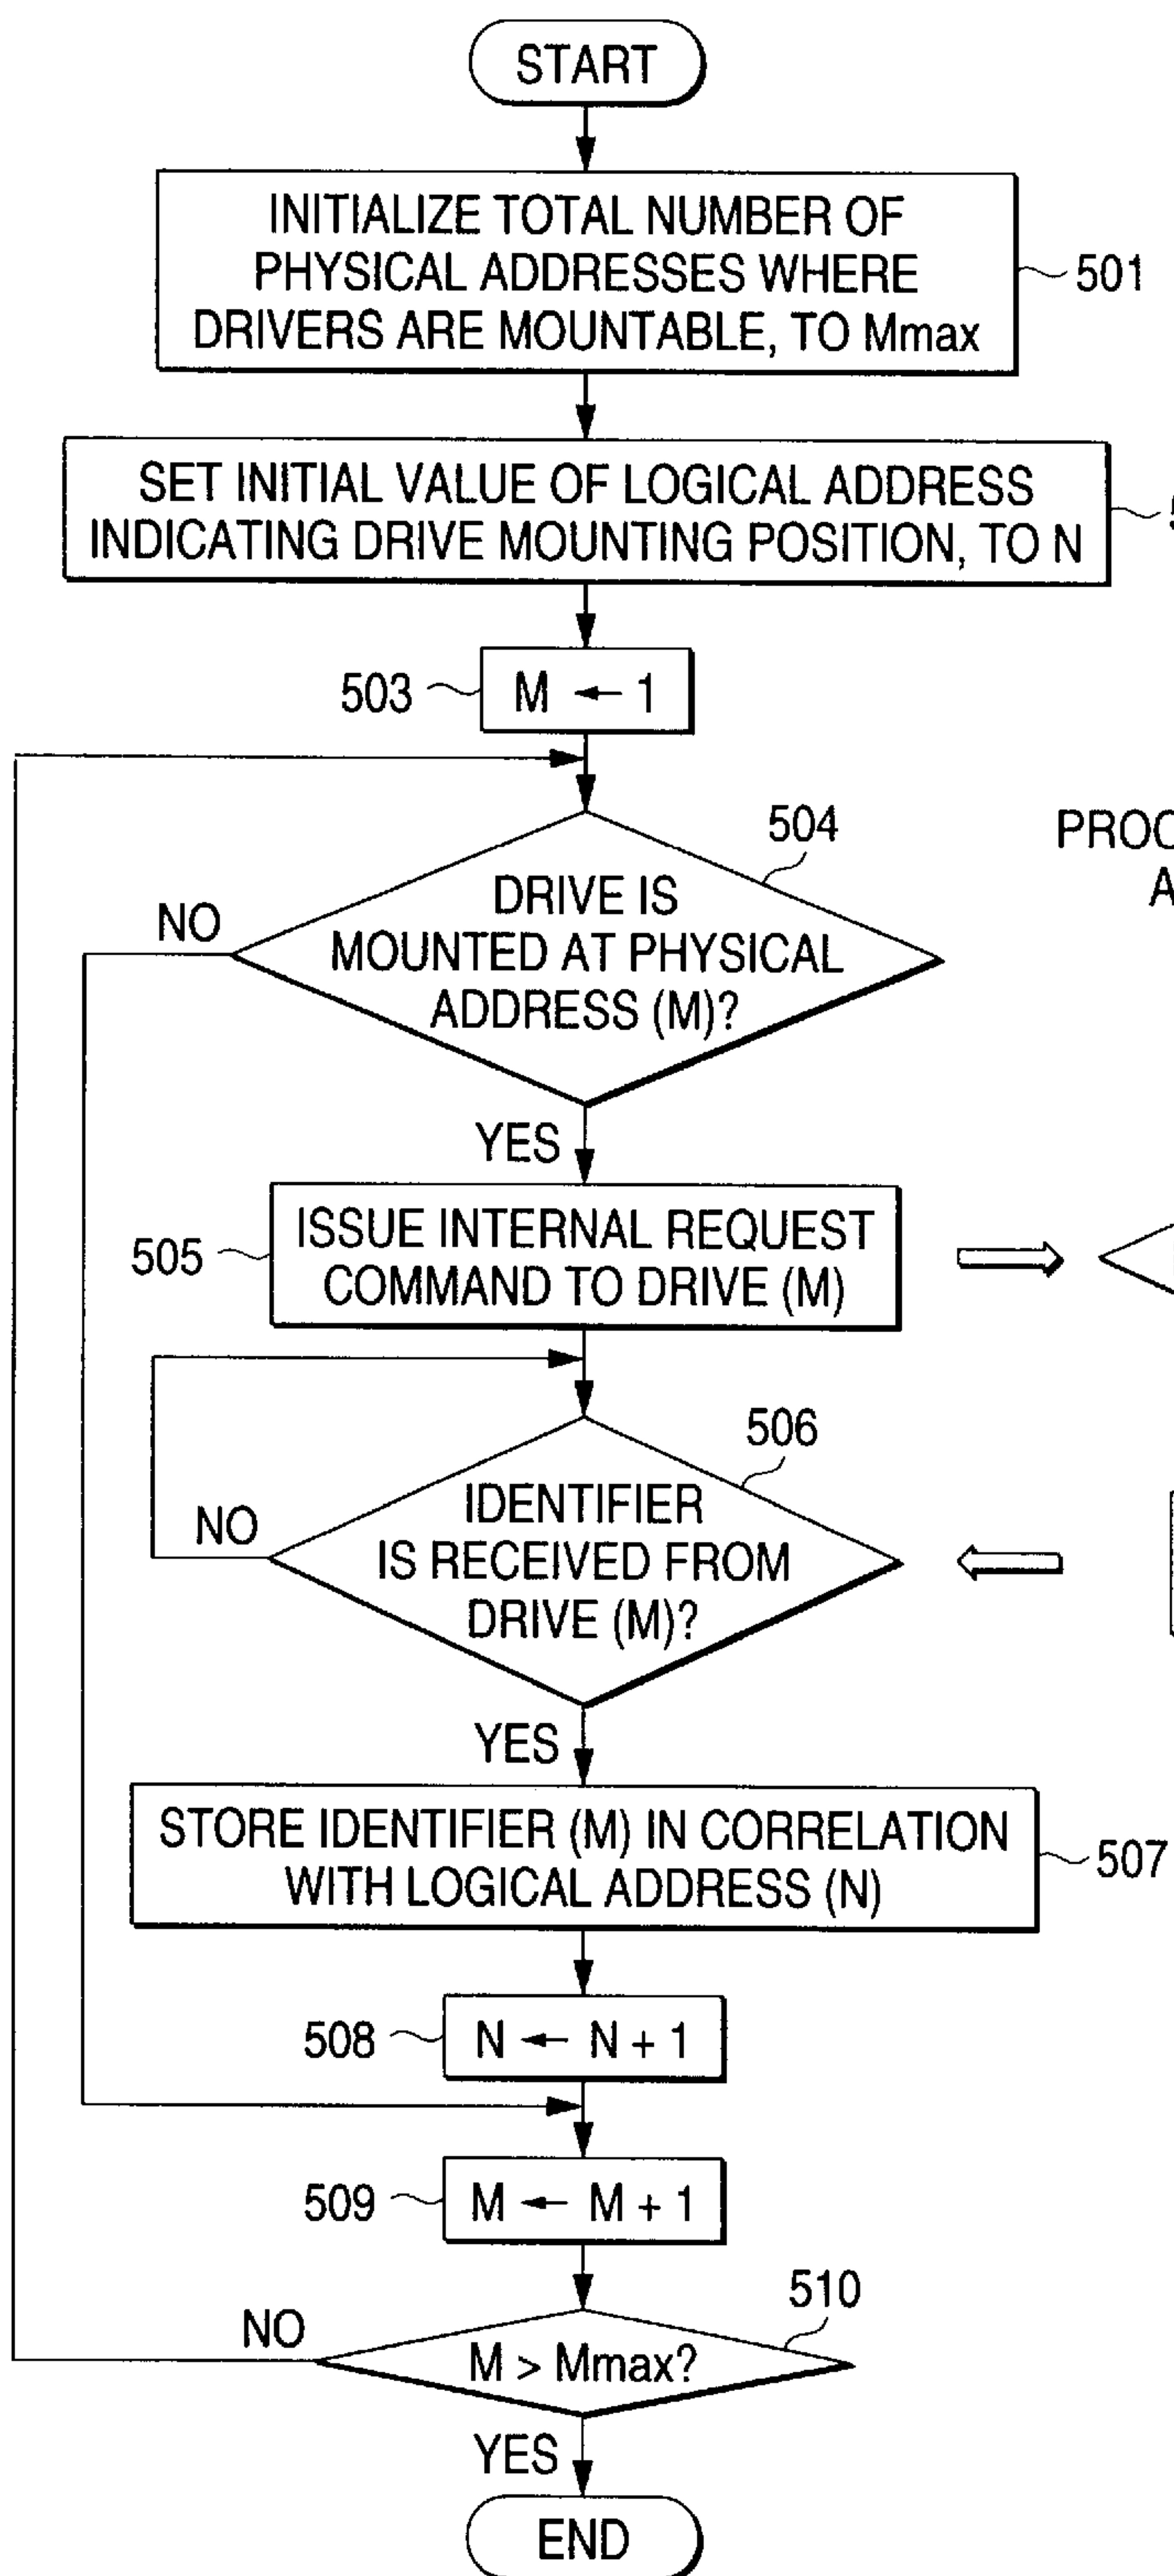 START
INITIALIZE TOTAL NUMBER OF
PHYSICAL ADDRESSES WHERE
DRIVERS ARE MOUNTABLE, TO Mmax
501
SET INITIAL VALUE OF LOGICAL ADDRESS
INDICATING DRIVE MOUNTING POSITION, TO N
503
M ← 1
504
DRIVE IS
MOUNTED AT PHYSICAL
ADDRESS (M)?
NO
YES
505
ISSUE INTERNAL REQUEST
COMMAND TO DRIVE (M)
506
IDENTIFIER
IS RECEIVED FROM
DRIVE (M)?
NO
YES
STORE IDENTIFIER (M) IN CORRELATION
WITH LOGICAL ADDRESS (N)
507
508
N ← N + 1
509
M ← M + 1
510
M > Mmax?
NO
YES
END